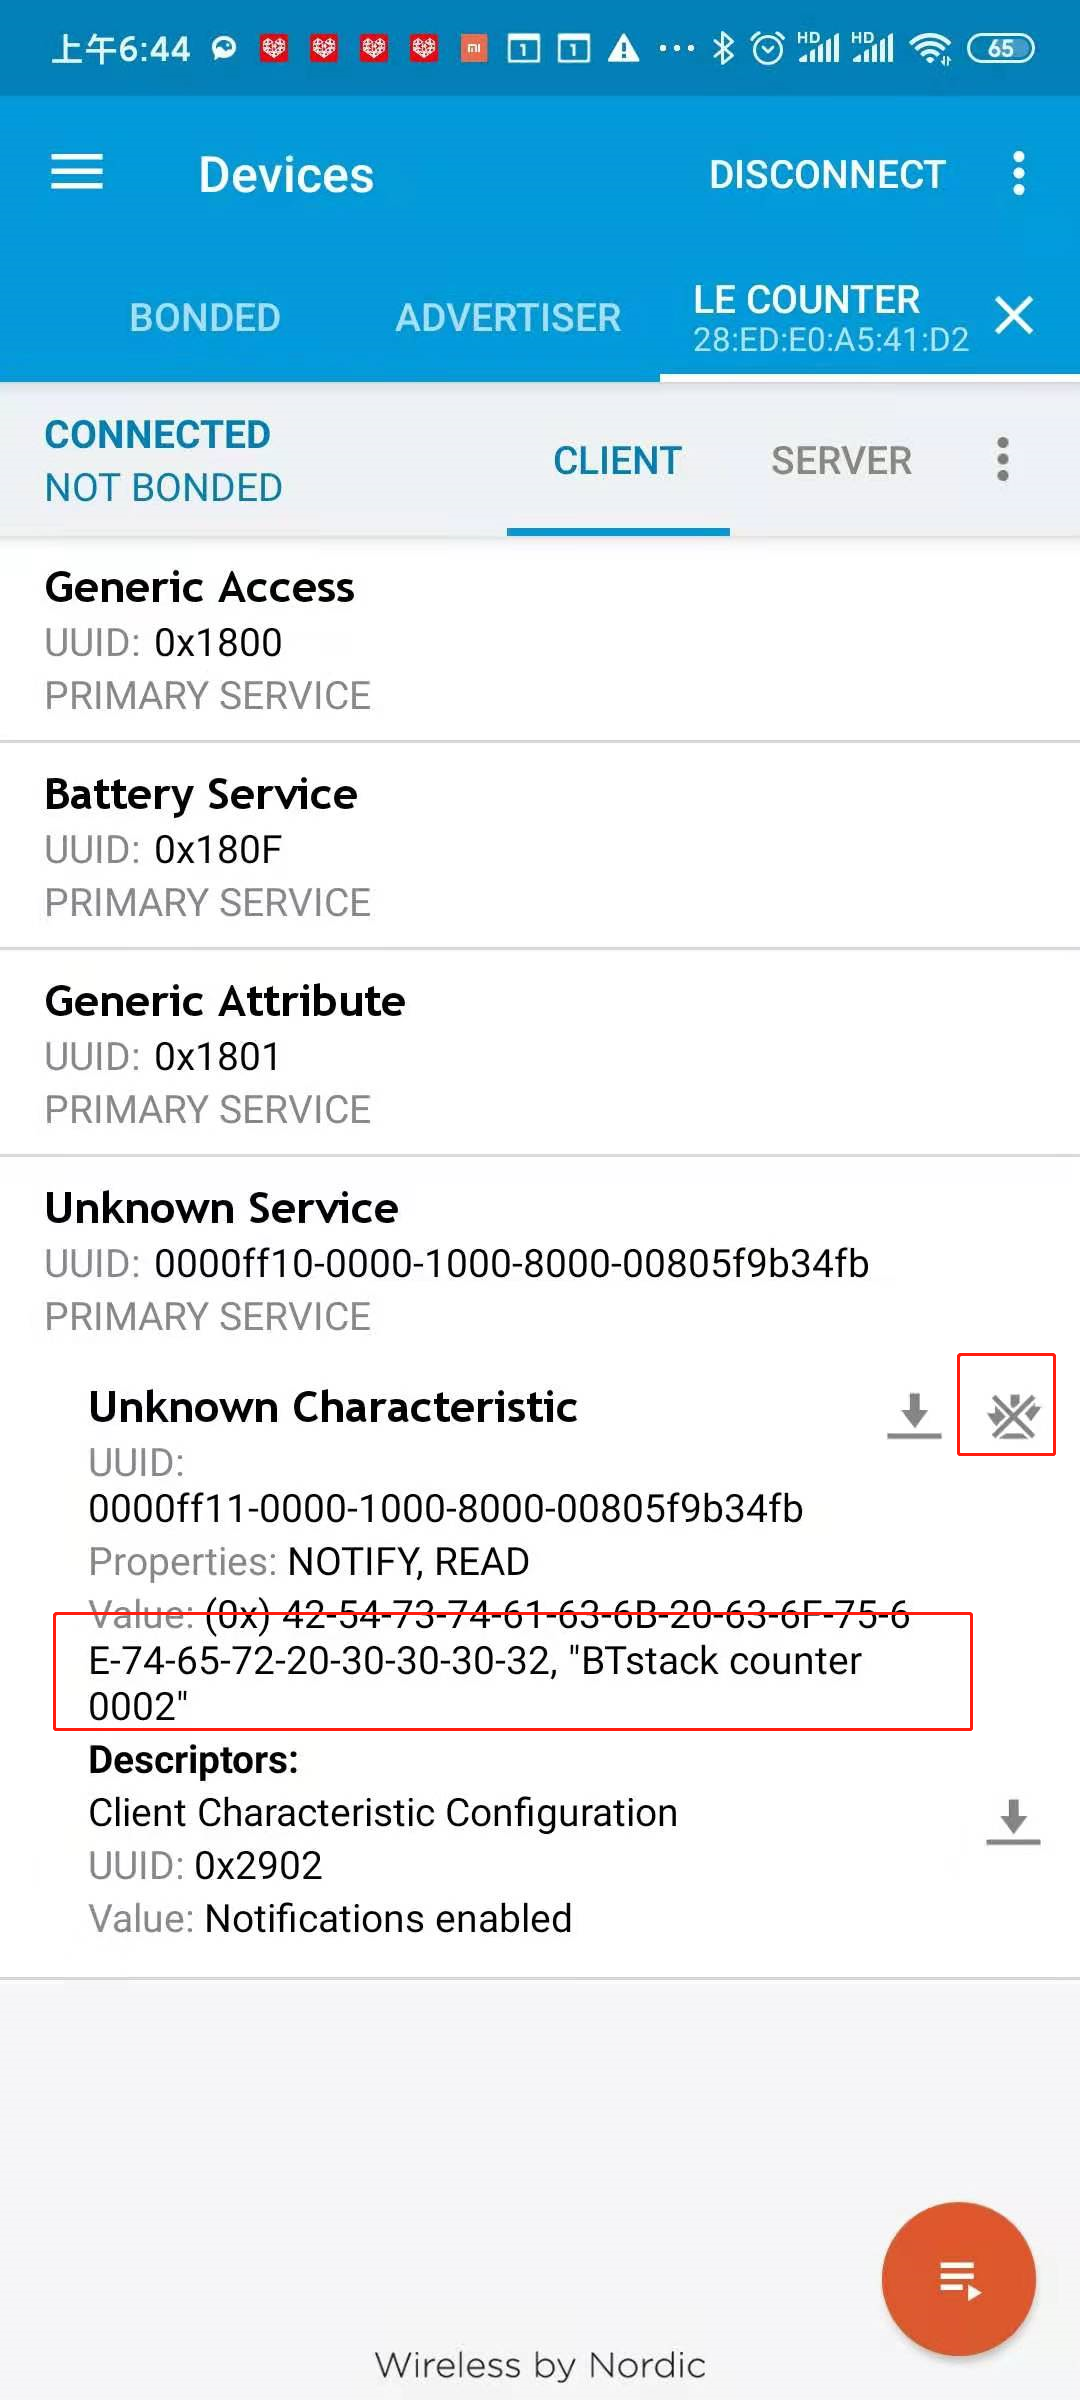 上午6:44
HD HD 65
Devices DISCONNECT
BONDED ADVERTISER LE COUNTER
28:ED:E0:A5:41:D2
CONNECTED
NOT BONDED
CLIENT SERVER
Generic Access
UUID: 0x1800
PRIMARY SERVICE
Battery Service
UUID: 0x180F
PRIMARY SERVICE
Generic Attribute
UUID: 0x1801
PRIMARY SERVICE
Unknown Service
UUID: 0000ff10-0000-1000-8000-00805f9b34fb
PRIMARY SERVICE
Unknown Characteristic
UUID:
0000ff11-0000-1000-8000-00805f9b34fb
Properties: NOTIFY, READ
Value: (0x) 42-54-73-74-61-63-6B-20-63-6F-75-6
E-74-65-72-20-30-30-30-32, "BTstack counter
0002"
Descriptors:
Client Characteristic Configuration
UUID: 0x2902
Value: Notifications enabled
Wireless by Nordic